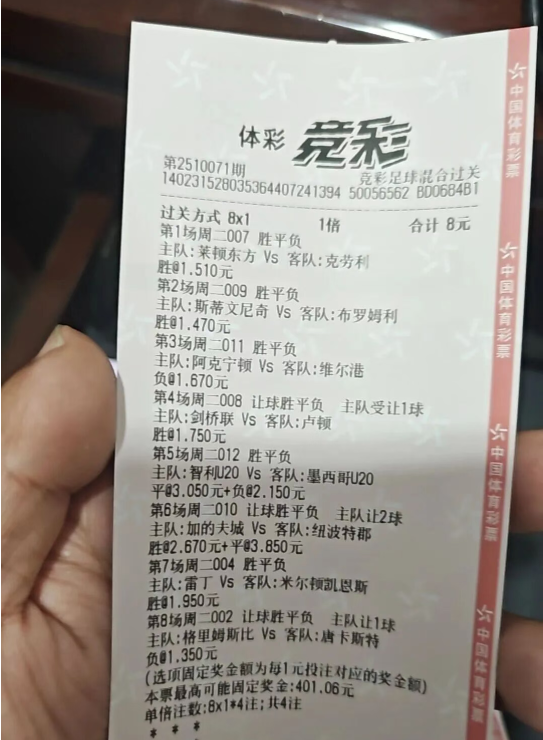 体彩 竞彩
第2510071期 竞彩足球混合过关
140231528035364407241394 50056562 BD0684B1
过关方式 8x1 1倍 合计 8元
第1场周二007 胜平负
主队:莱顿东方 Vs 客队:克劳利
胜@1.510元
第2场周二009 胜平负
主队:斯蒂文尼奇 Vs 客队:布罗姆利
胜@1.470元
第3场周二011 胜平负
主队:阿克宁顿 Vs 客队:维尔港
负@1.670元
第4场周二008 让球胜平负 主队受让1球
主队:剑桥联 Vs 客队:卢顿
胜@1.750元
第5场周二012 胜平负
主队:智利U20 Vs 客队:墨西哥U20
平@3.050元+负@2.150元
第6场周二010 让球胜平负 主队让2球
主队:加的夫城 Vs 客队:纽波特郡
胜@2.670元+平@3.850元
第7场周二004 胜平负
主队:雷丁 Vs 客队:米尔顿凯恩斯
胜@1.950元
第8场周二002 让球胜平负 主队让1球
主队:格里姆斯比 Vs 客队:唐卡斯特
负@1.350元
(选项固定奖金额为每1元投注对应的奖金额)
本票最高可能固定奖金:401.06元
单倍注数:8x1*4注;共4注
* * *
中国体育彩票
中国体育彩票
中国体育彩票
中国体育彩票